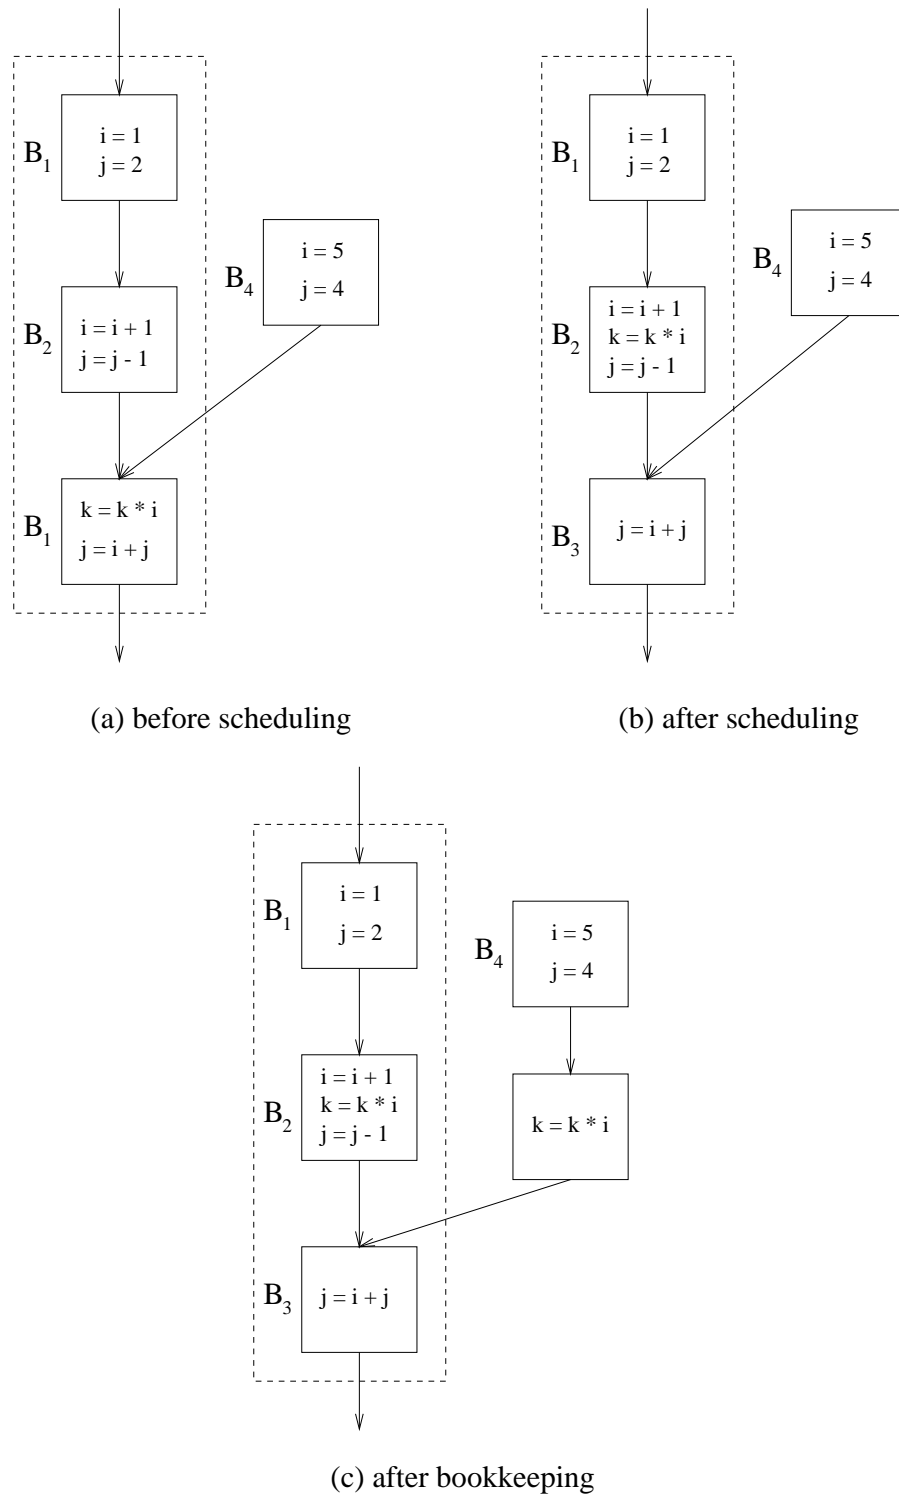 B1
i = 1
j = 2
B2
i = i + 1
j = j - 1
B4
i = 5
j = 4
B1
k = k * i
j = i + j
(a) before scheduling
B1
i = 1
j = 2
B2
i = i + 1
k = k * i
j = j - 1
B4
i = 5
j = 4
B3
j = i + j
(b) after scheduling
B1
i = 1
j = 2
B4
i = 5
j = 4
B2
i = i + 1
k = k * i
j = j - 1
k = k * i
B3
j = i + j
(c) after bookkeeping